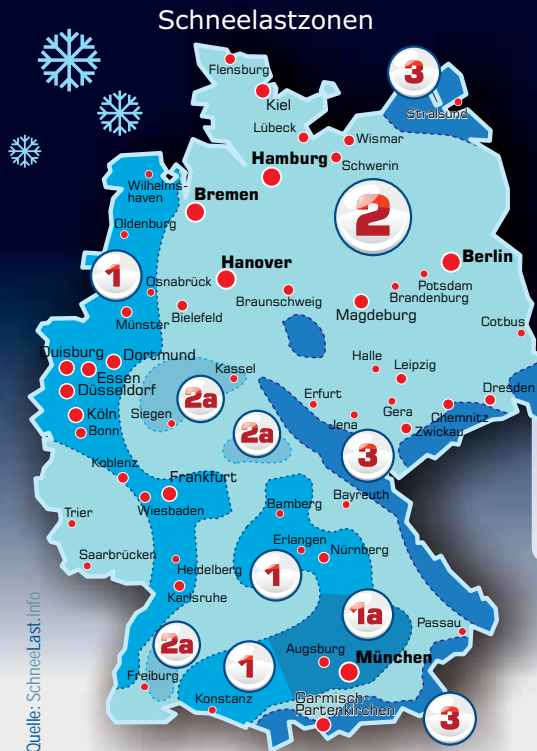 Schneelastzonen
Flensburg
3
Kiel
Stralsund
Lübeck
Wismar
Hamburg
Schwerin
Wilhelms-
haven
Bremen
2
Oldenburg
1
Hanover
Berlin
Osnabrück
Potsdam
Braunschweig
Brandenburg
Münster
Bielefeld
Magdeburg
Cotbus
Duisburg
Dortmund
Essen
Kassel
Halle
Leipzig
Düsseldorf
2a
Erfurt
Dresden
Köln
Siegen
Jena
Gera
Chemnitz
Bonn
2a
Zwickau
Koblenz
3
Frankfurt
Wiesbaden
Bamberg
Bayreuth
Trier
Erlangen
Nürnberg
Saarbrücken
Heidelberg
1
Karlsruhe
1a
Passau
2a
Augsburg
München
1
Freiburg
Konstanz
Garmisch-
Partenkirchen
3
Quelle: SchneeLast.info